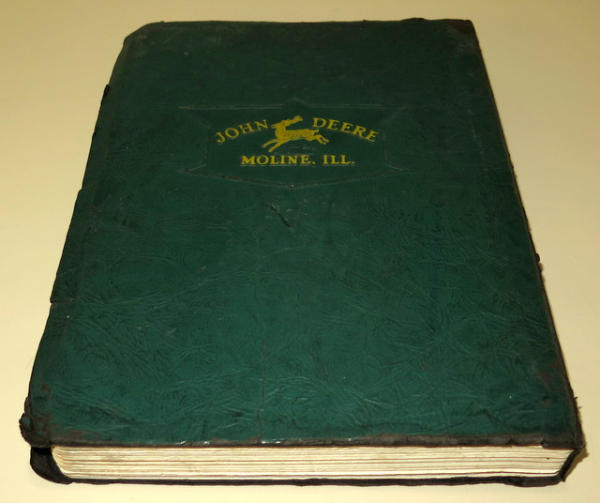 JOHN DEERE
MOLINE, ILL.